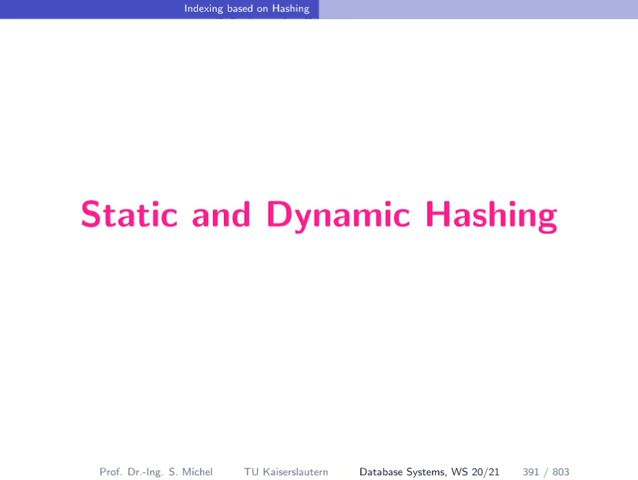 Indexing based on Hashing
Static and Dynamic Hashing
Prof. Dr.-Ing. S. Michel TU Kaiserslautern Database Systems, WS 20/21 391 / 803